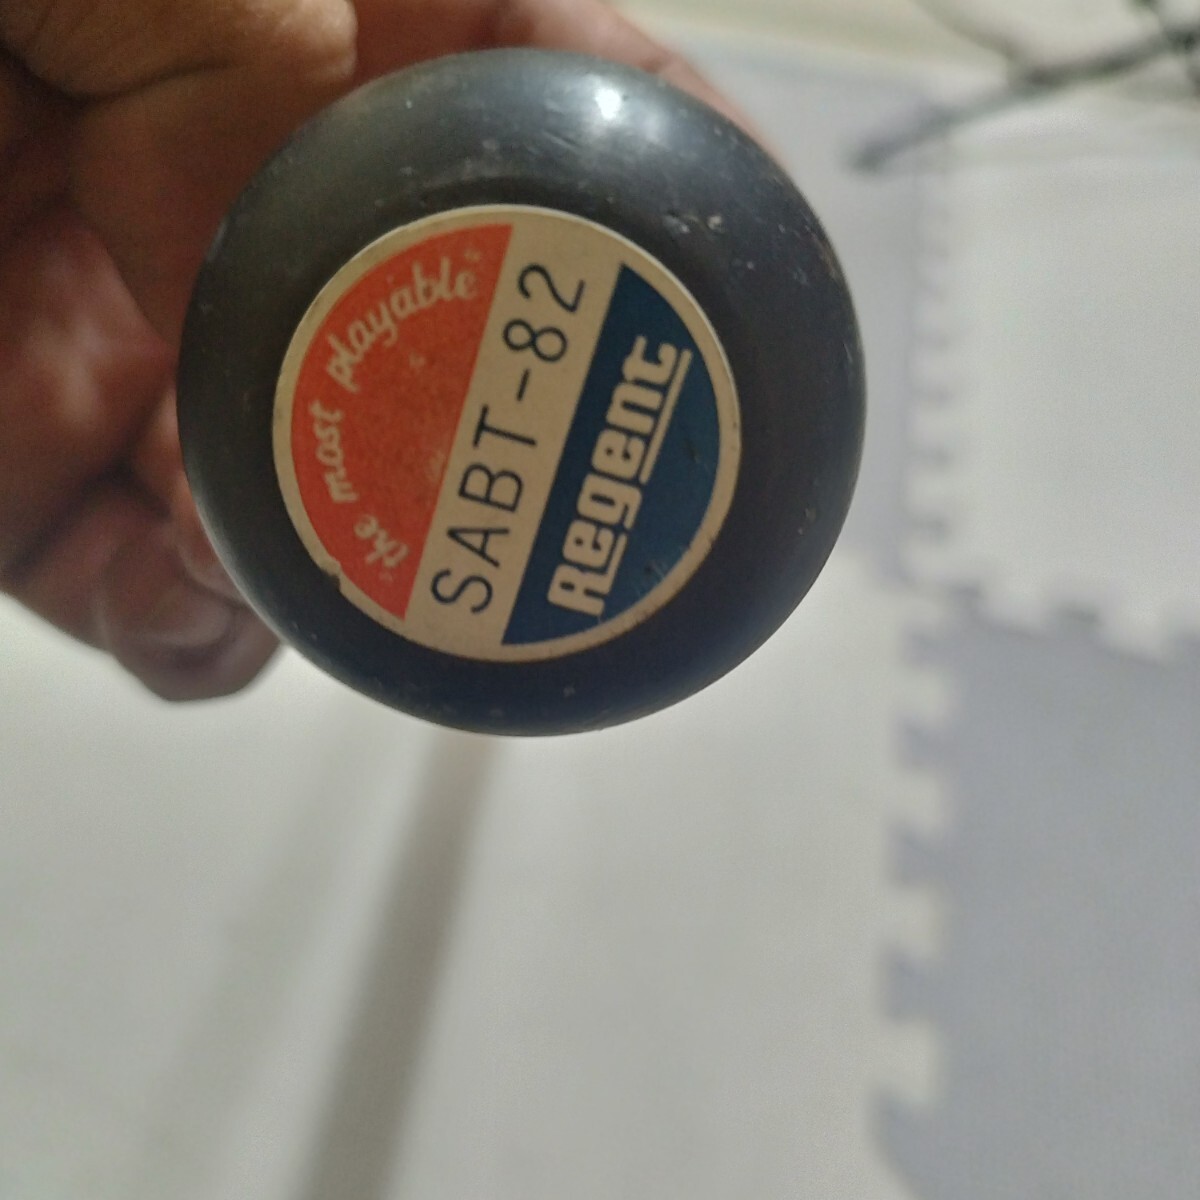 "the most playable"
SABT-82
Regent